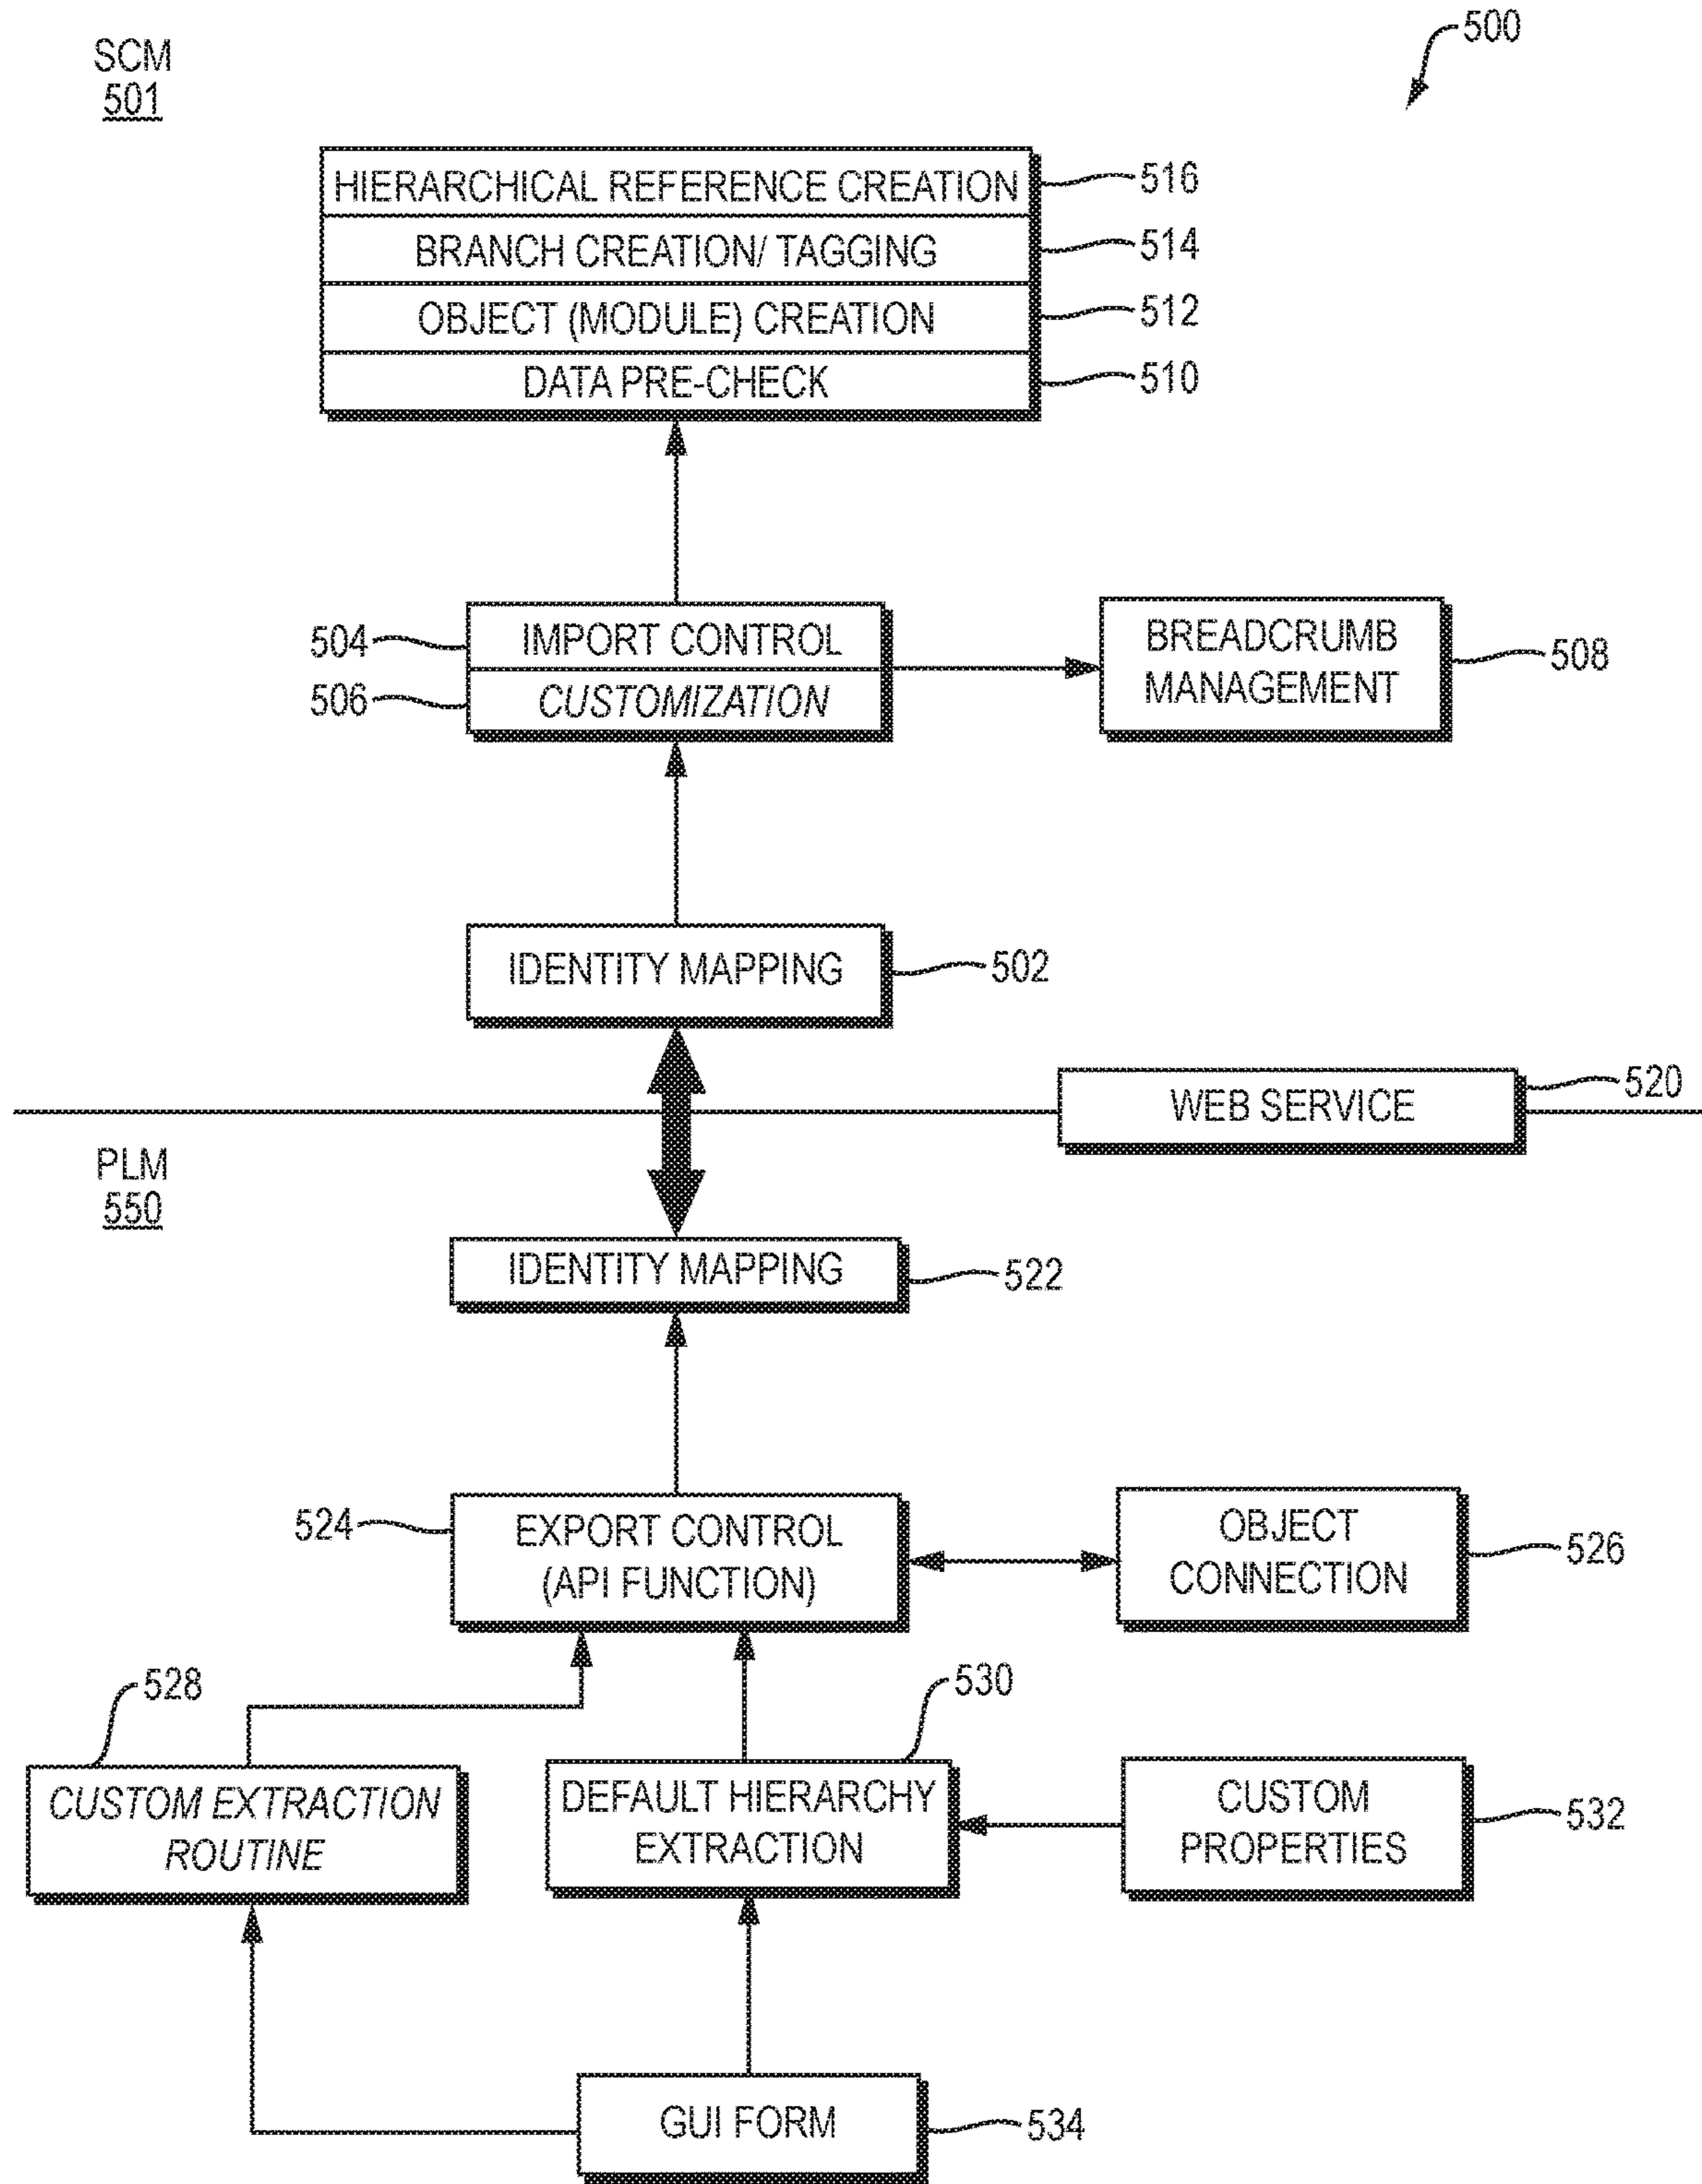 500
SCM
501
HIERARCHICAL REFERENCE CREATION
516
BRANCH CREATION/ TAGGING
514
OBJECT (MODULE) CREATION
512
DATA PRE-CHECK
510
504
IMPORT CONTROL
506
CUSTOMIZATION
BREADCRUMB
MANAGEMENT
508
IDENTITY MAPPING
502
WEB SERVICE
520
PLM
550
IDENTITY MAPPING
522
524
EXPORT CONTROL
(API FUNCTION)
OBJECT
CONNECTION
526
528
CUSTOM EXTRACTION
ROUTINE
530
DEFAULT HIERARCHY
EXTRACTION
CUSTOM
PROPERTIES
532
GUI FORM
534